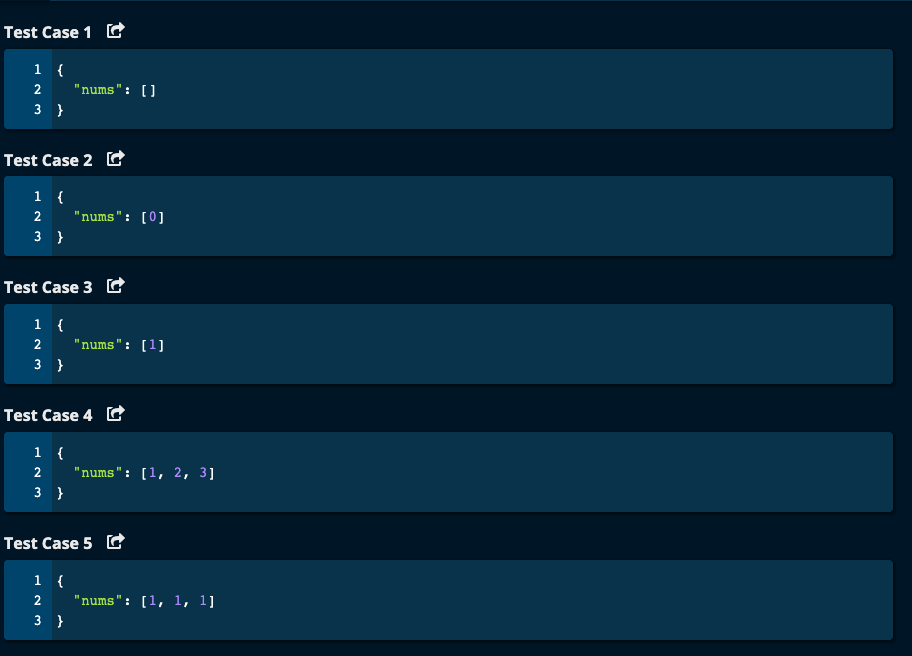 Test Case 1
1 {
2   "nums": []
3 }
Test Case 2
1 {
2   "nums": [0]
3 }
Test Case 3
1 {
2   "nums": [1]
3 }
Test Case 4
1 {
2   "nums": [1, 2, 3]
3 }
Test Case 5
1 {
2   "nums": [1, 1, 1]
3 }